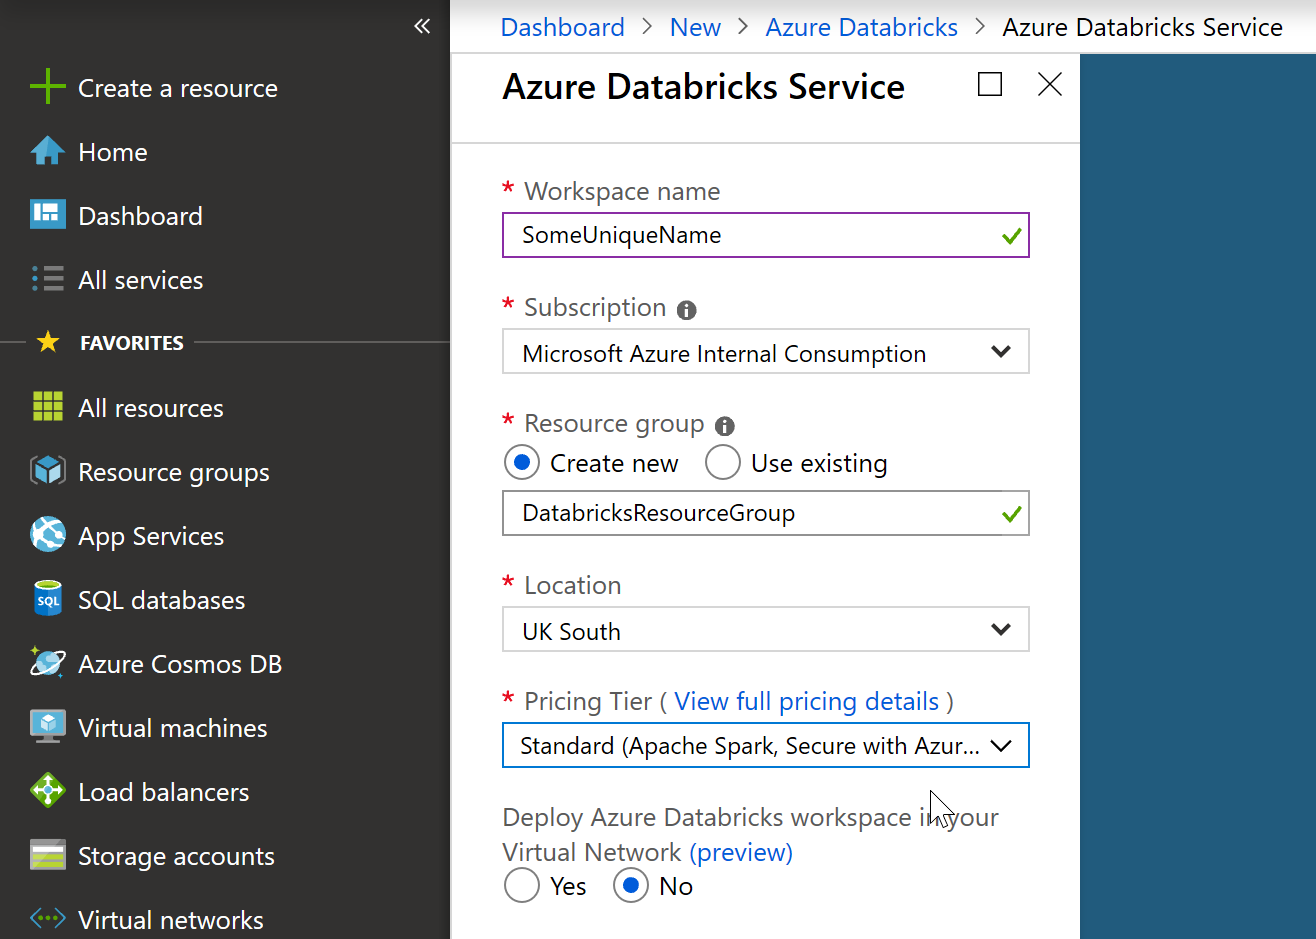 Create a resource
Home
Dashboard
All services
FAVORITES
All resources
Resource groups
App Services
SQL
SQL databases
Azure Cosmos DB
Virtual machines
Load balancers
Storage accounts
Virtual networks
Dashboard > New > Azure Databricks > Azure Databricks Service
Azure Databricks Service
* Workspace name
SomeUniqueName
* Subscription
Microsoft Azure Internal Consumption
* Resource group
Create new Use existing
DatabricksResourceGroup
* Location
UK South
* Pricing Tier ( View full pricing details )
Standard (Apache Spark, Secure with Azur...
Deploy Azure Databricks workspace in your
Virtual Network (preview)
Yes No